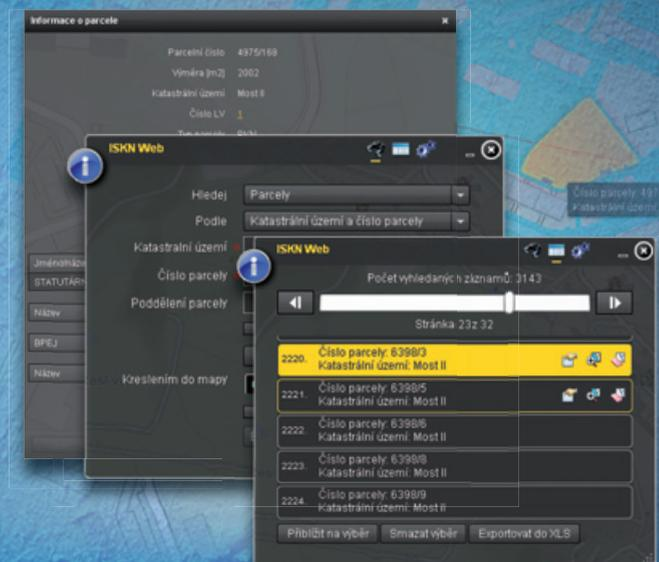 Informace o parcele
Parcelní číslo 4975/168
Výměra [m2] 2002
Katastrální území Most II
Číslo LV 1
Typ parcely
STATUTÁRN
Název
BPEJ
Název
ISKN Web
Hledej Parcely
Podle Katastrální území a číslo parcely
Katastralní území
Číslo parcely
Poddělení parcely
Kreslením do mapy
Číslo parcely: 497
Katastrální území:
ISKN Web
Počet vyhledaných záznamů: 3143
Stránka 23z 32
2220. Číslo parcely: 6398/3
Katastrální území: Most II
2221. Číslo parcely: 6398/5
Katastrální území: Most II
2222. Číslo parcely: 6398/6
Katastrální území: Most II
2223. Číslo parcely: 6398/8
Katastrální území: Most II
2224. Číslo parcely: 6398/9
Katastrální území: Most II
Přiblížit na výběr Smazat výběr Exportovat do XLS